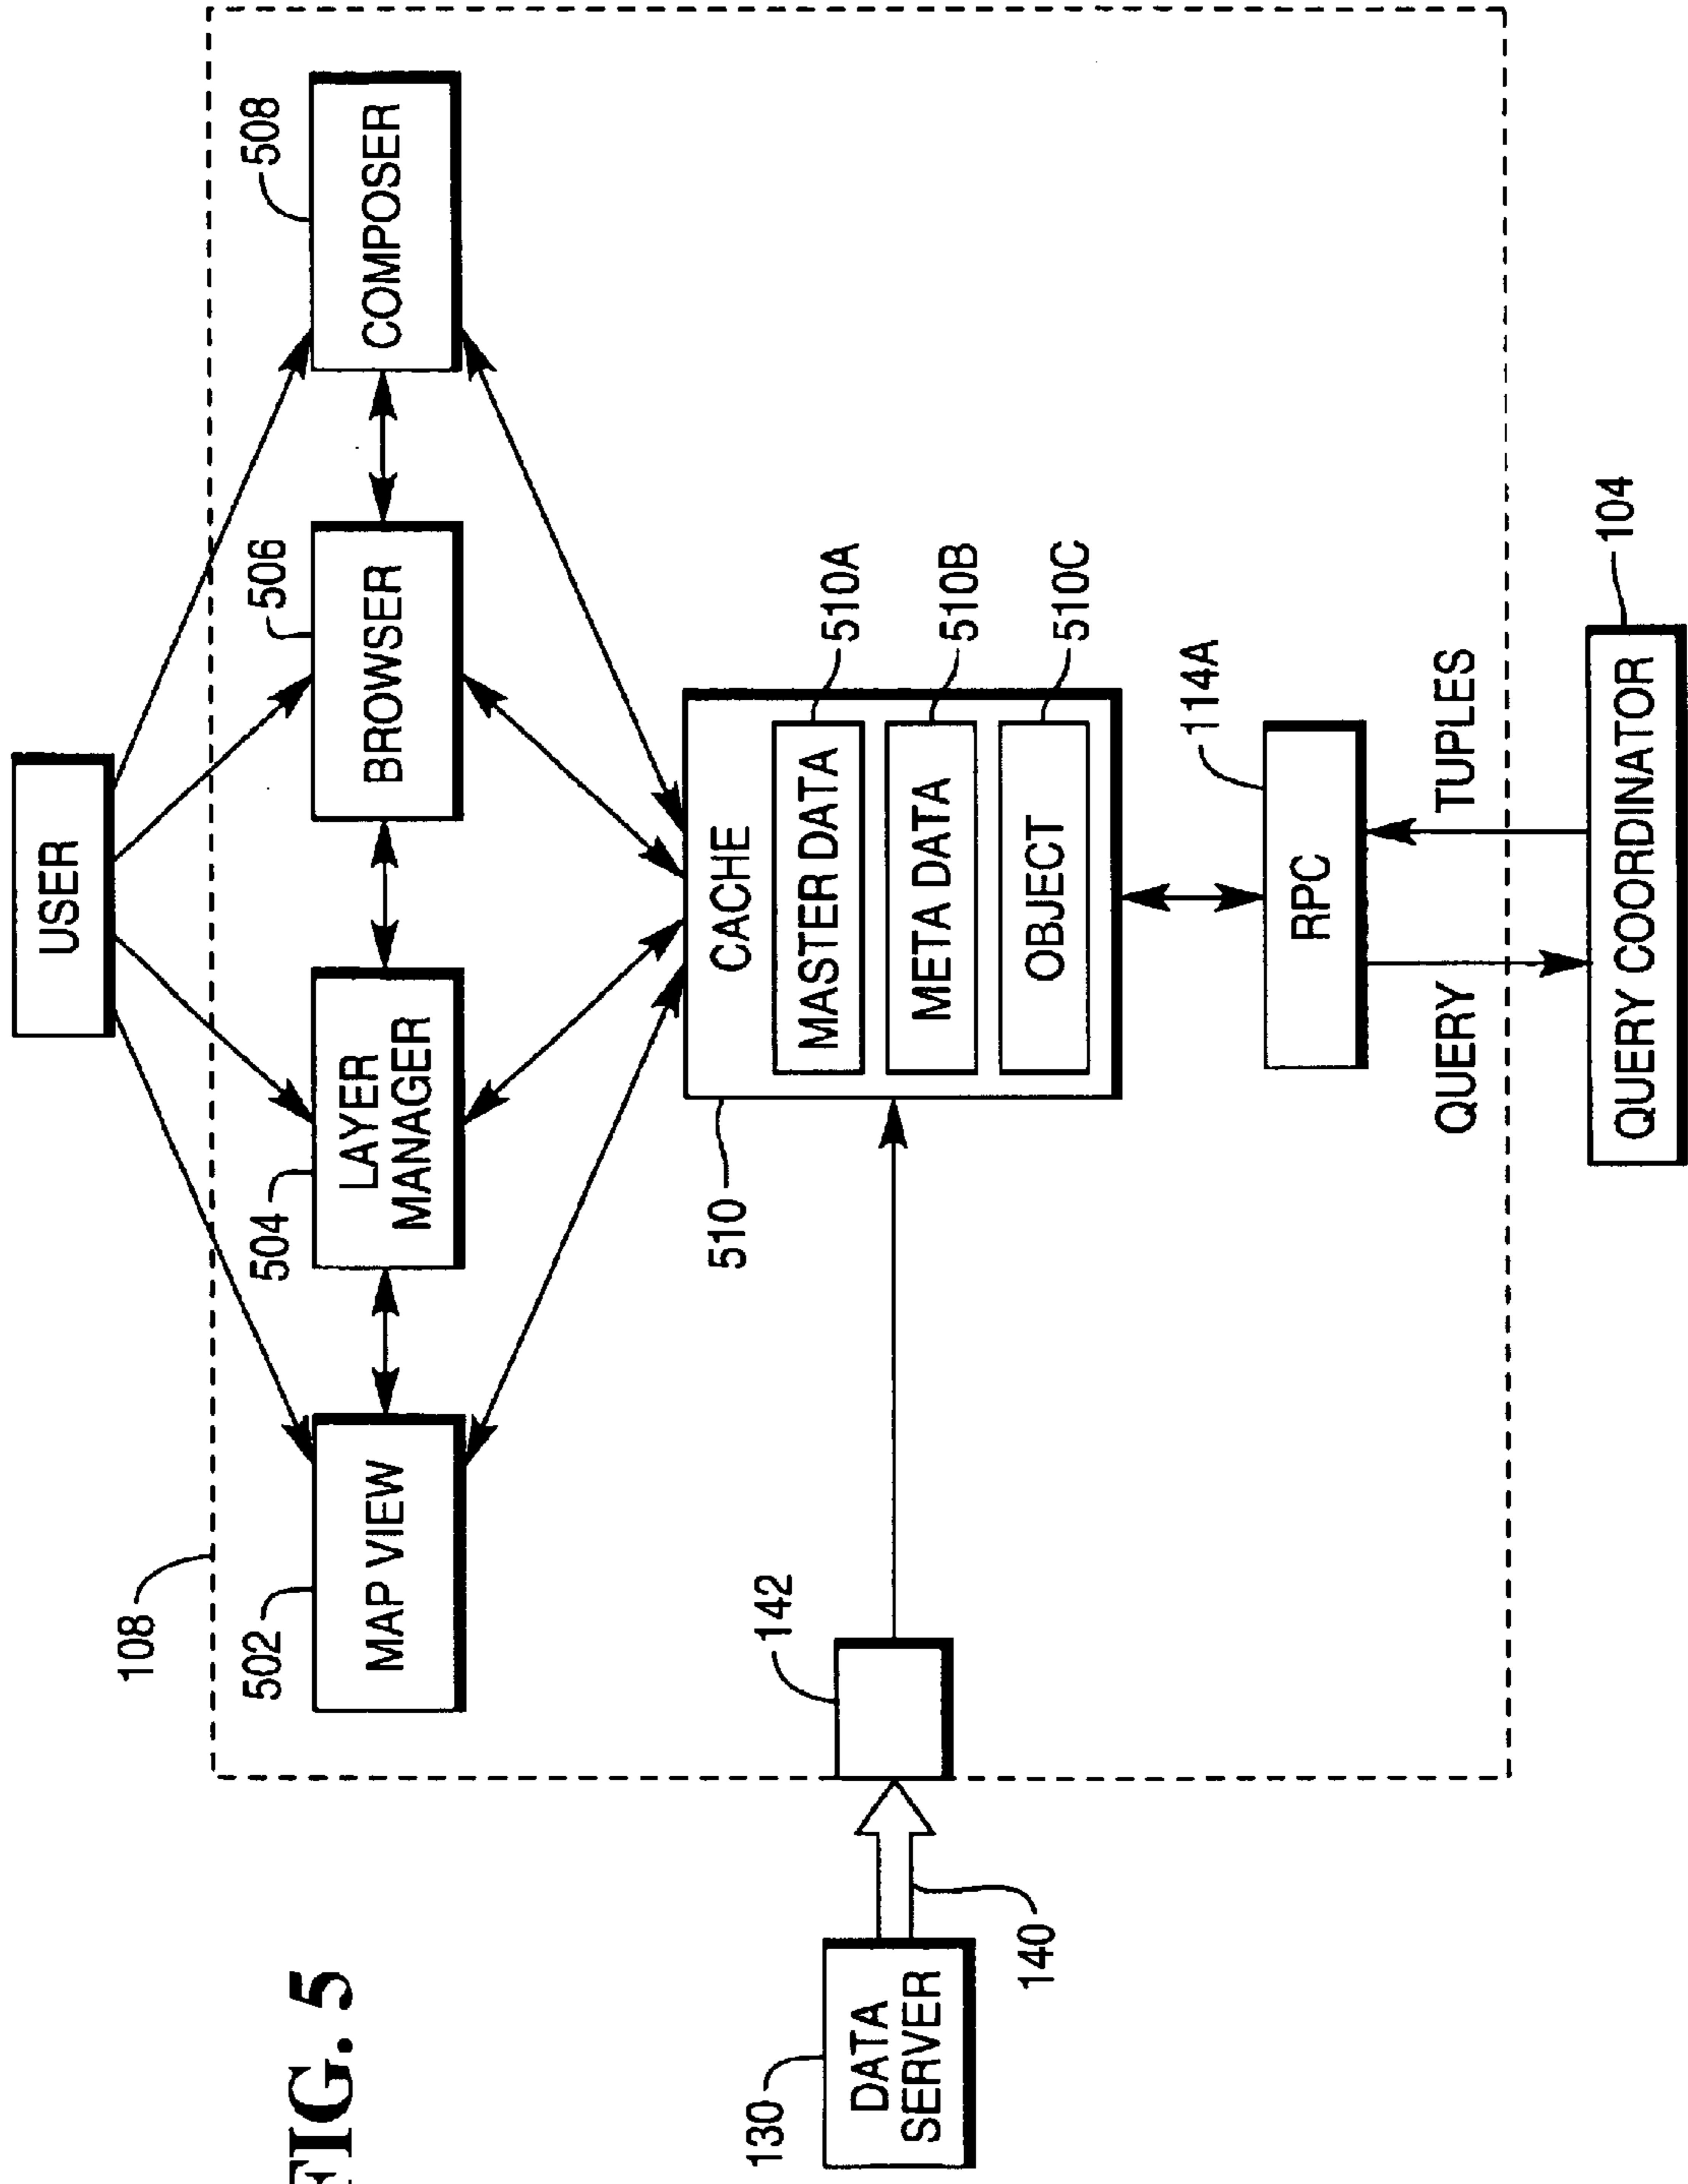 FIG. 5
USER
108
502
MAP VIEW
504
LAYER
MANAGER
506
BROWSER
508
COMPOSER
510
CACHE
MASTER DATA
510A
META DATA
510B
OBJECT
510C
130
DATA
SERVER
140
142
RPC
114A
QUERY
TUPLES
QUERY COORDINATOR
104